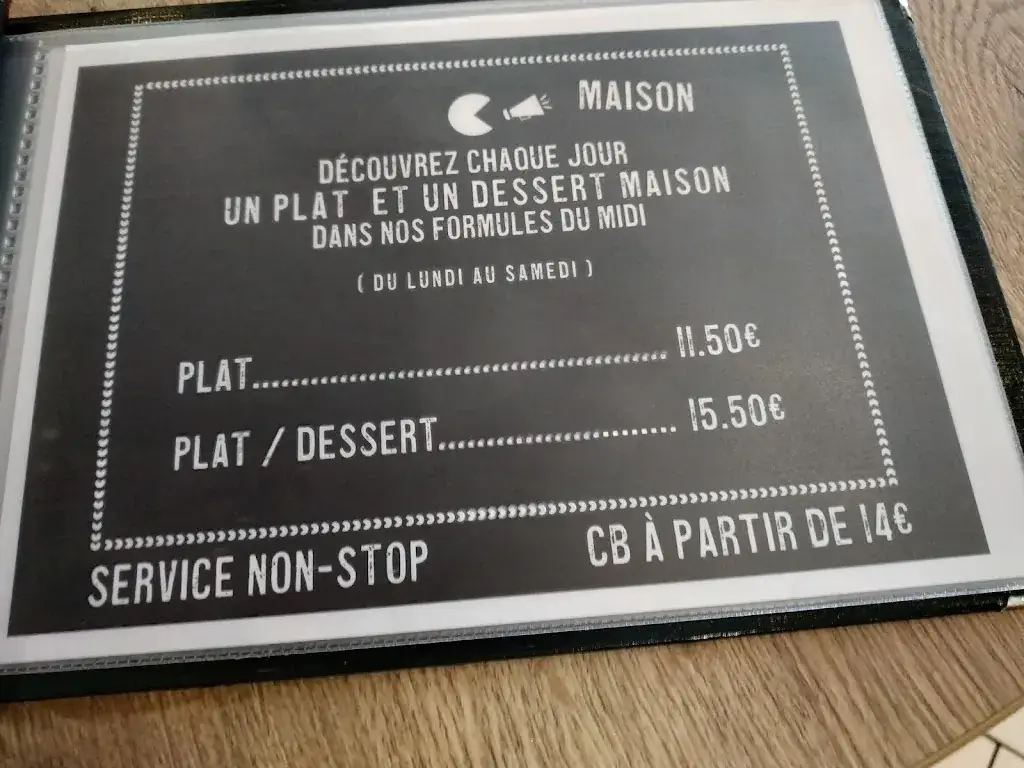 MAISON
DÉCOUVREZ CHAQUE JOUR
UN PLAT ET UN DESSERT MAISON
DANS NOS FORMULES DU MIDI
( DU LUNDI AU SAMEDI )
PLAT.................................................... 11.50€
PLAT / DESSERT.............................. 15.50€
SERVICE NON-STOP CB À PARTIR DE 14€